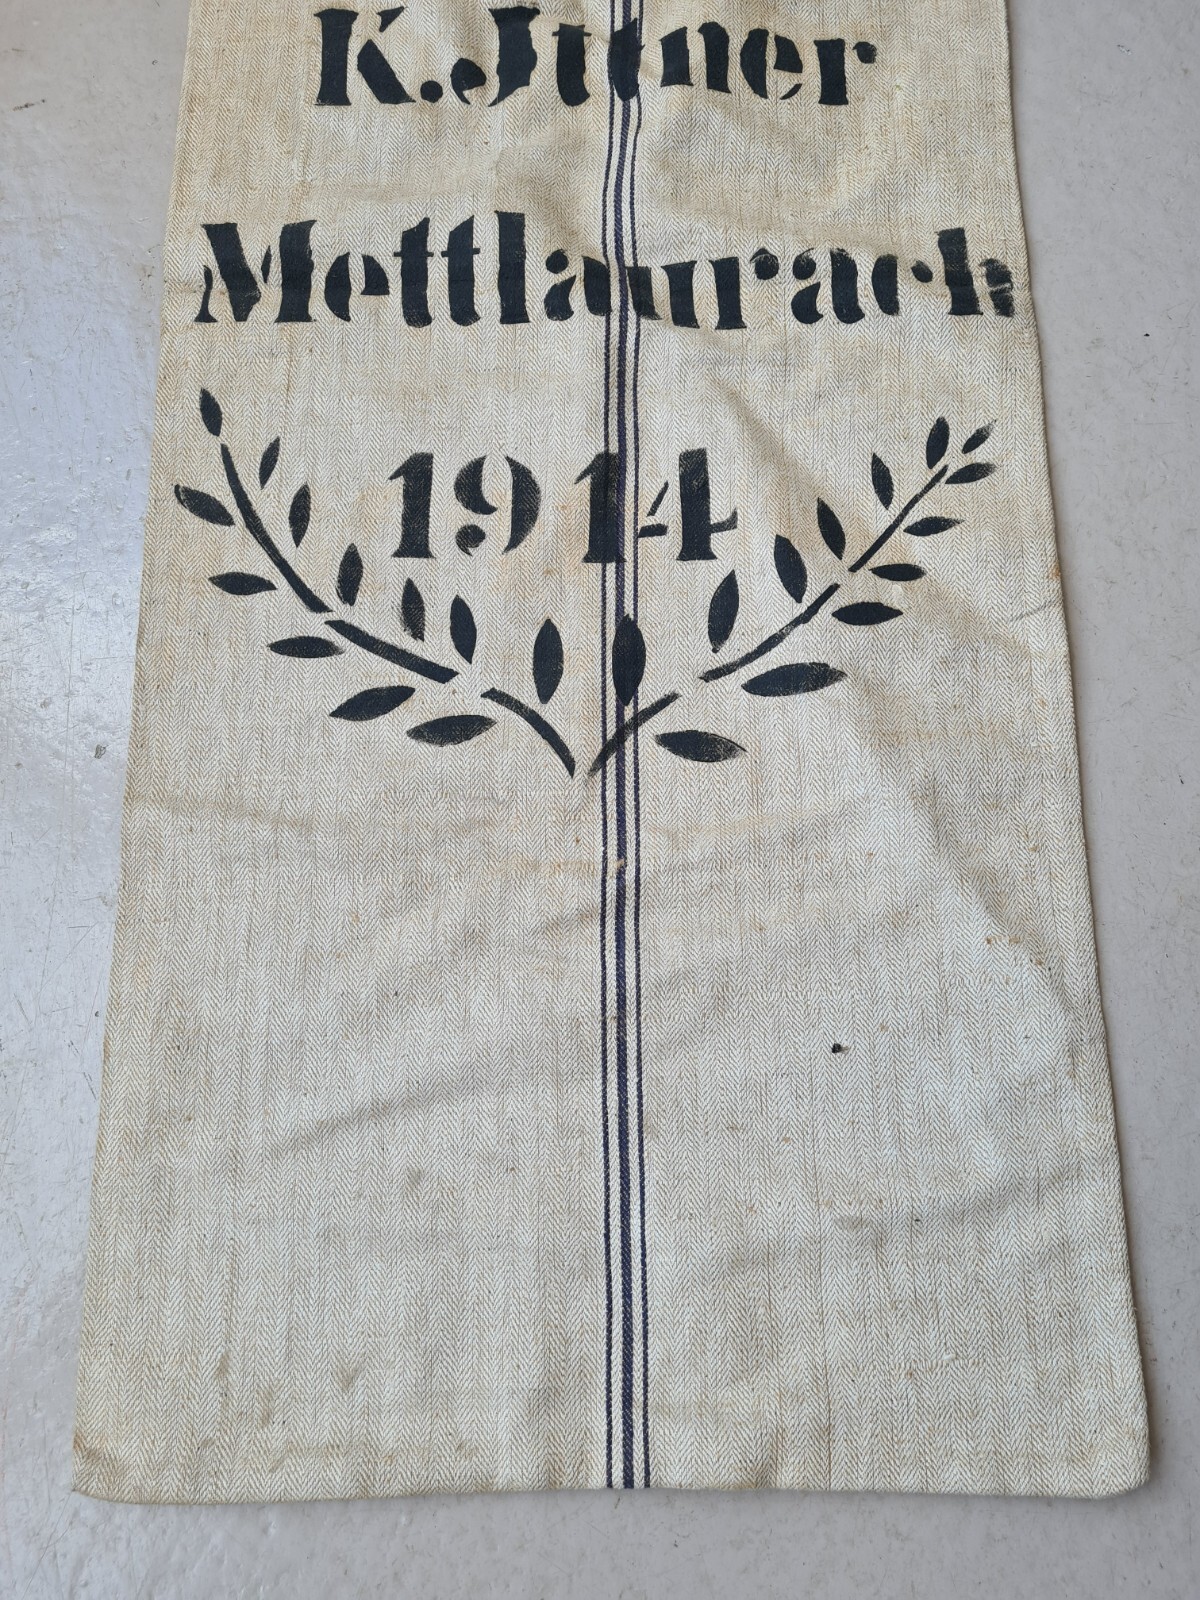 K. Jttner
Mettlaurach
1914